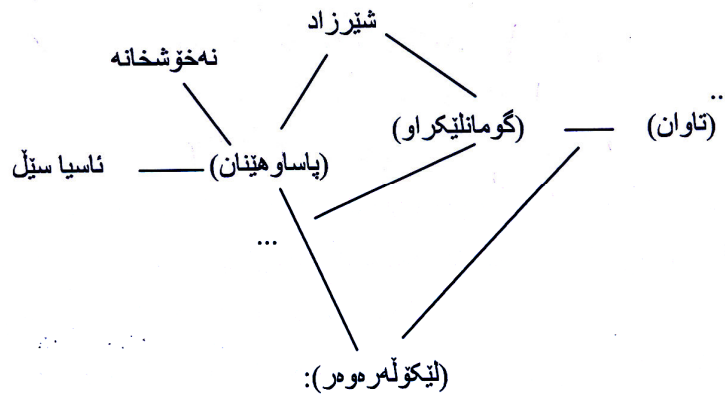 شێرزاد
نەخۆشخانە
(تاوان)
(گومانلێکراو)
(پاساوهێنان)
ئاسیا سێڵ
...
(لێکۆڵەرەوەر):